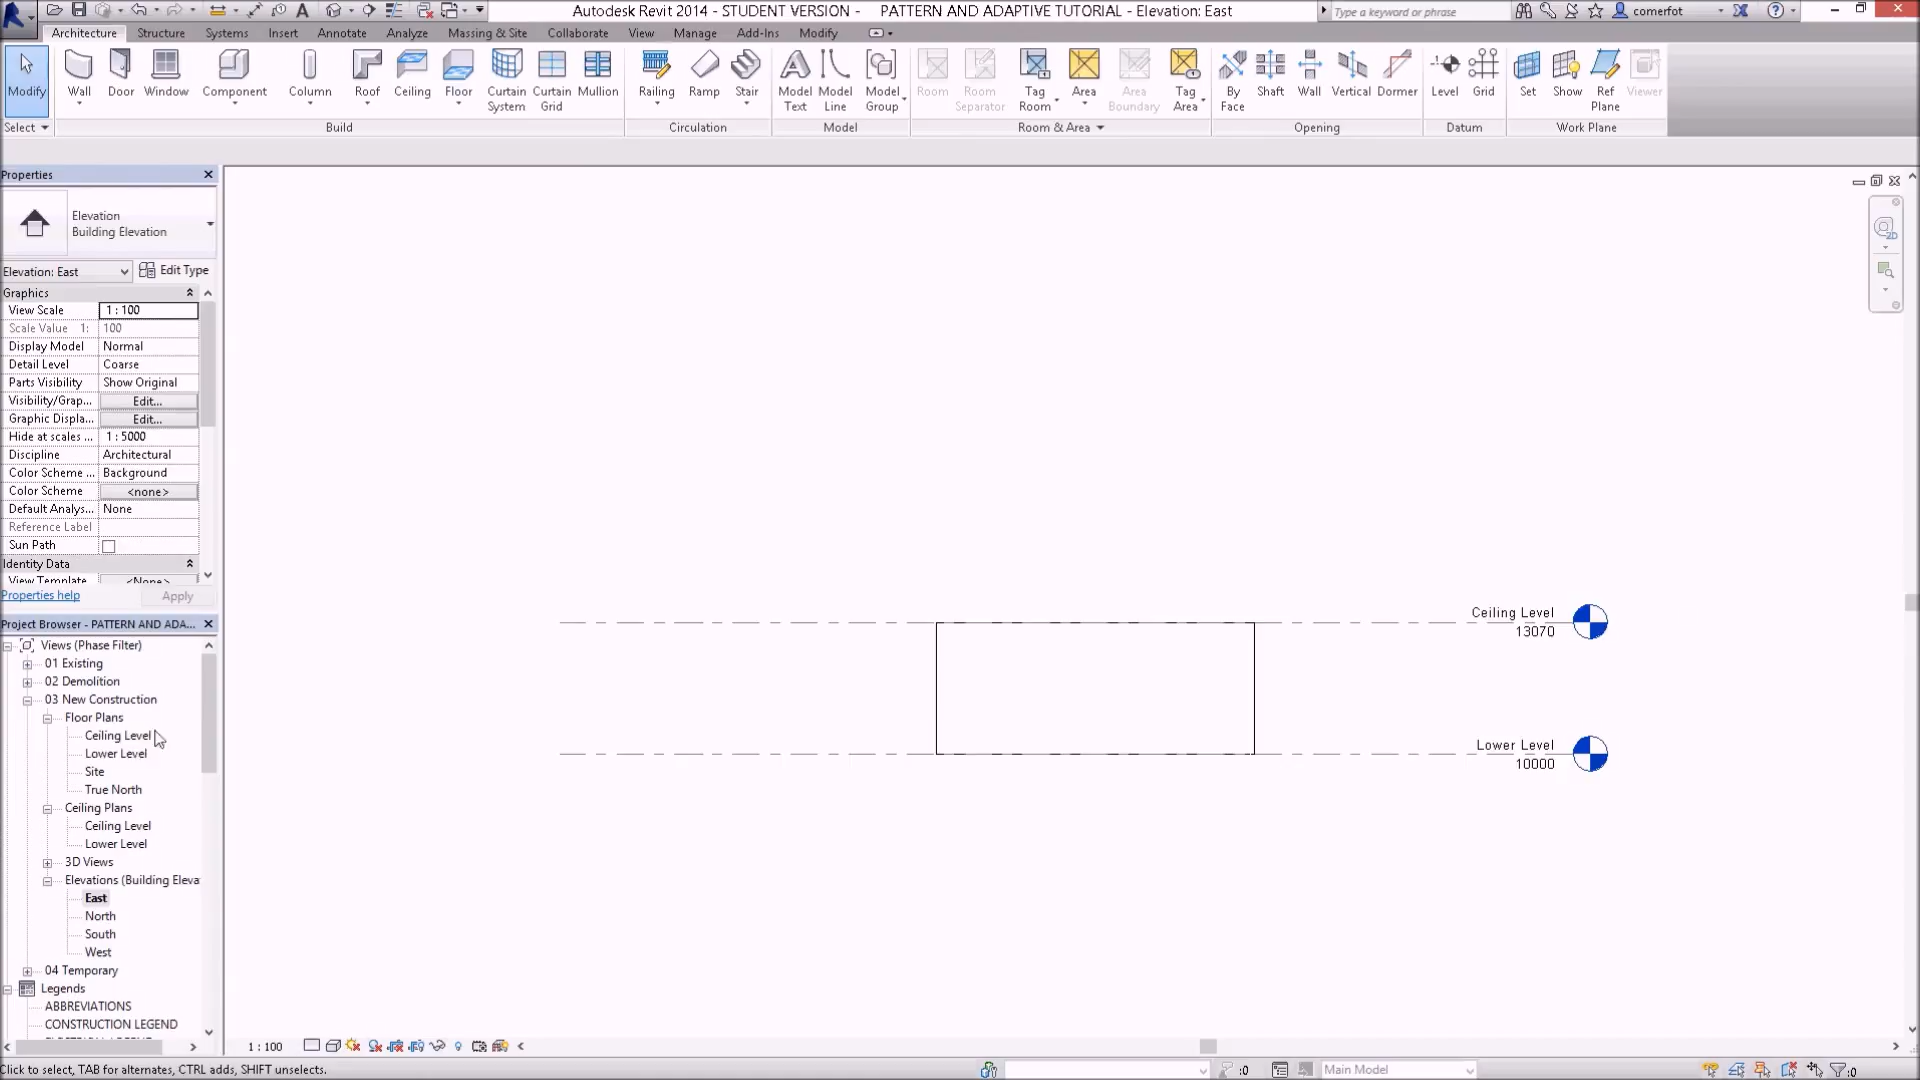 Autodesk Revit 2014 - STUDENT VERSION - PATTERN AND ADAPTIVE TUTORIAL - Elevation: East
Type a keyword or phrase
comerfot
Architecture Structure Systems Insert Annotate Analyze Massing & Site Collaborate View Manage Add-Ins Modify
Modify
Wall
Door
Window
Component
Column
Roof
Ceiling
Floor
Curtain
System
Curtain
Grid
Mullion
Railing
Ramp
Stair
Model
Text
Model
Line
Model
Group
Room
Room
Separator
Tag
Room
Area
Area
Boundary
Tag
Area
By
Face
Shaft
Wall
Vertical
Dormer
Level
Grid
Set
Show
Ref
Plane
Viewer
Select
Build
Circulation
Model
Room & Area
Opening
Datum
Work Plane
Properties
Elevation
Building Elevation
Elevation: East
Edit Type
Graphics
View Scale 1 : 100
Scale Value 1: 100
Display Model Normal
Detail Level Coarse
Parts Visibility Show Original
Visibility/Grap... Edit...
Graphic Displa... Edit...
Hide at scales ... 1 : 5000
Discipline Architectural
Color Scheme ... Background
Color Scheme <none>
Default Analys... None
Reference Label
Sun Path
Identity Data
View Template <None>
Properties help
Apply
Project Browser - PATTERN AND ADA...
Views (Phase Filter)
01 Existing
02 Demolition
03 New Construction
Floor Plans
Ceiling Level
Lower Level
Site
True North
Ceiling Plans
Ceiling Level
Lower Level
3D Views
Elevations (Building Eleva
East
North
South
West
04 Temporary
Legends
ABBREVIATIONS
CONSTRUCTION LEGEND
Ceiling Level
13070
Lower Level
10000
2D
1 : 100
Click to select, TAB for alternates, CTRL adds, SHIFT unselects.
:0
Main Model
:0